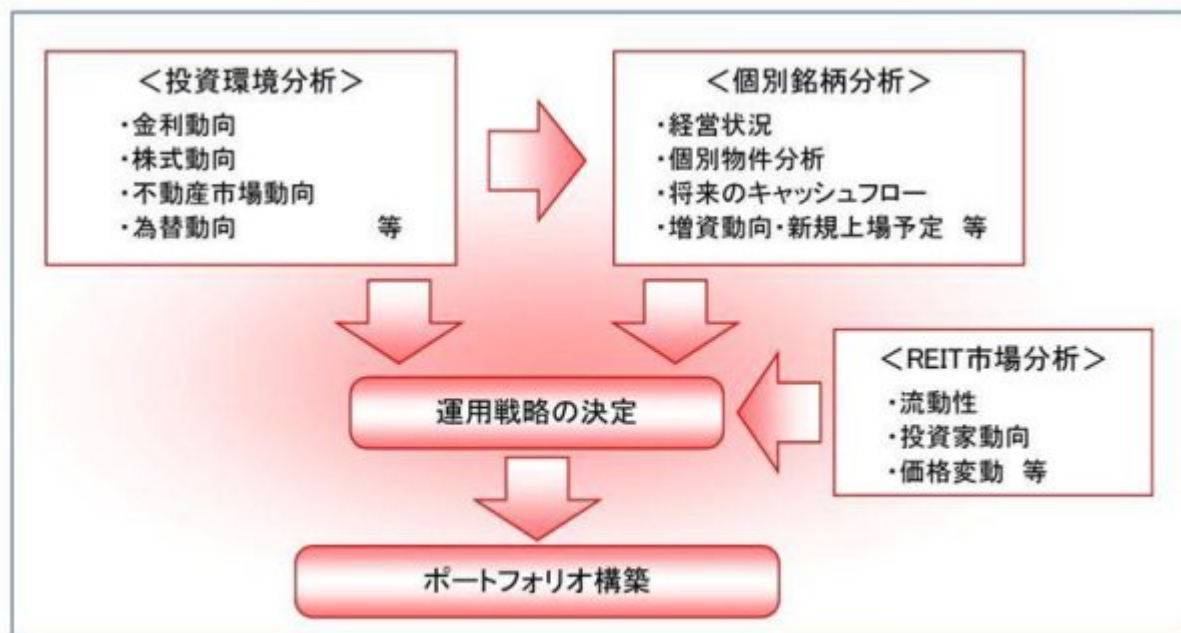 ＜投資環境分析＞
・金利動向
・株式動向
・不動産市場動向
・為替動向　　　　　等
＜個別銘柄分析＞
・経営状況
・個別物件分析
・将来のキャッシュフロー
・増資動向・新規上場予定　等
＜REIT市場分析＞
・流動性
・投資家動向
・価格変動　等
運用戦略の決定
ポートフォリオ構築